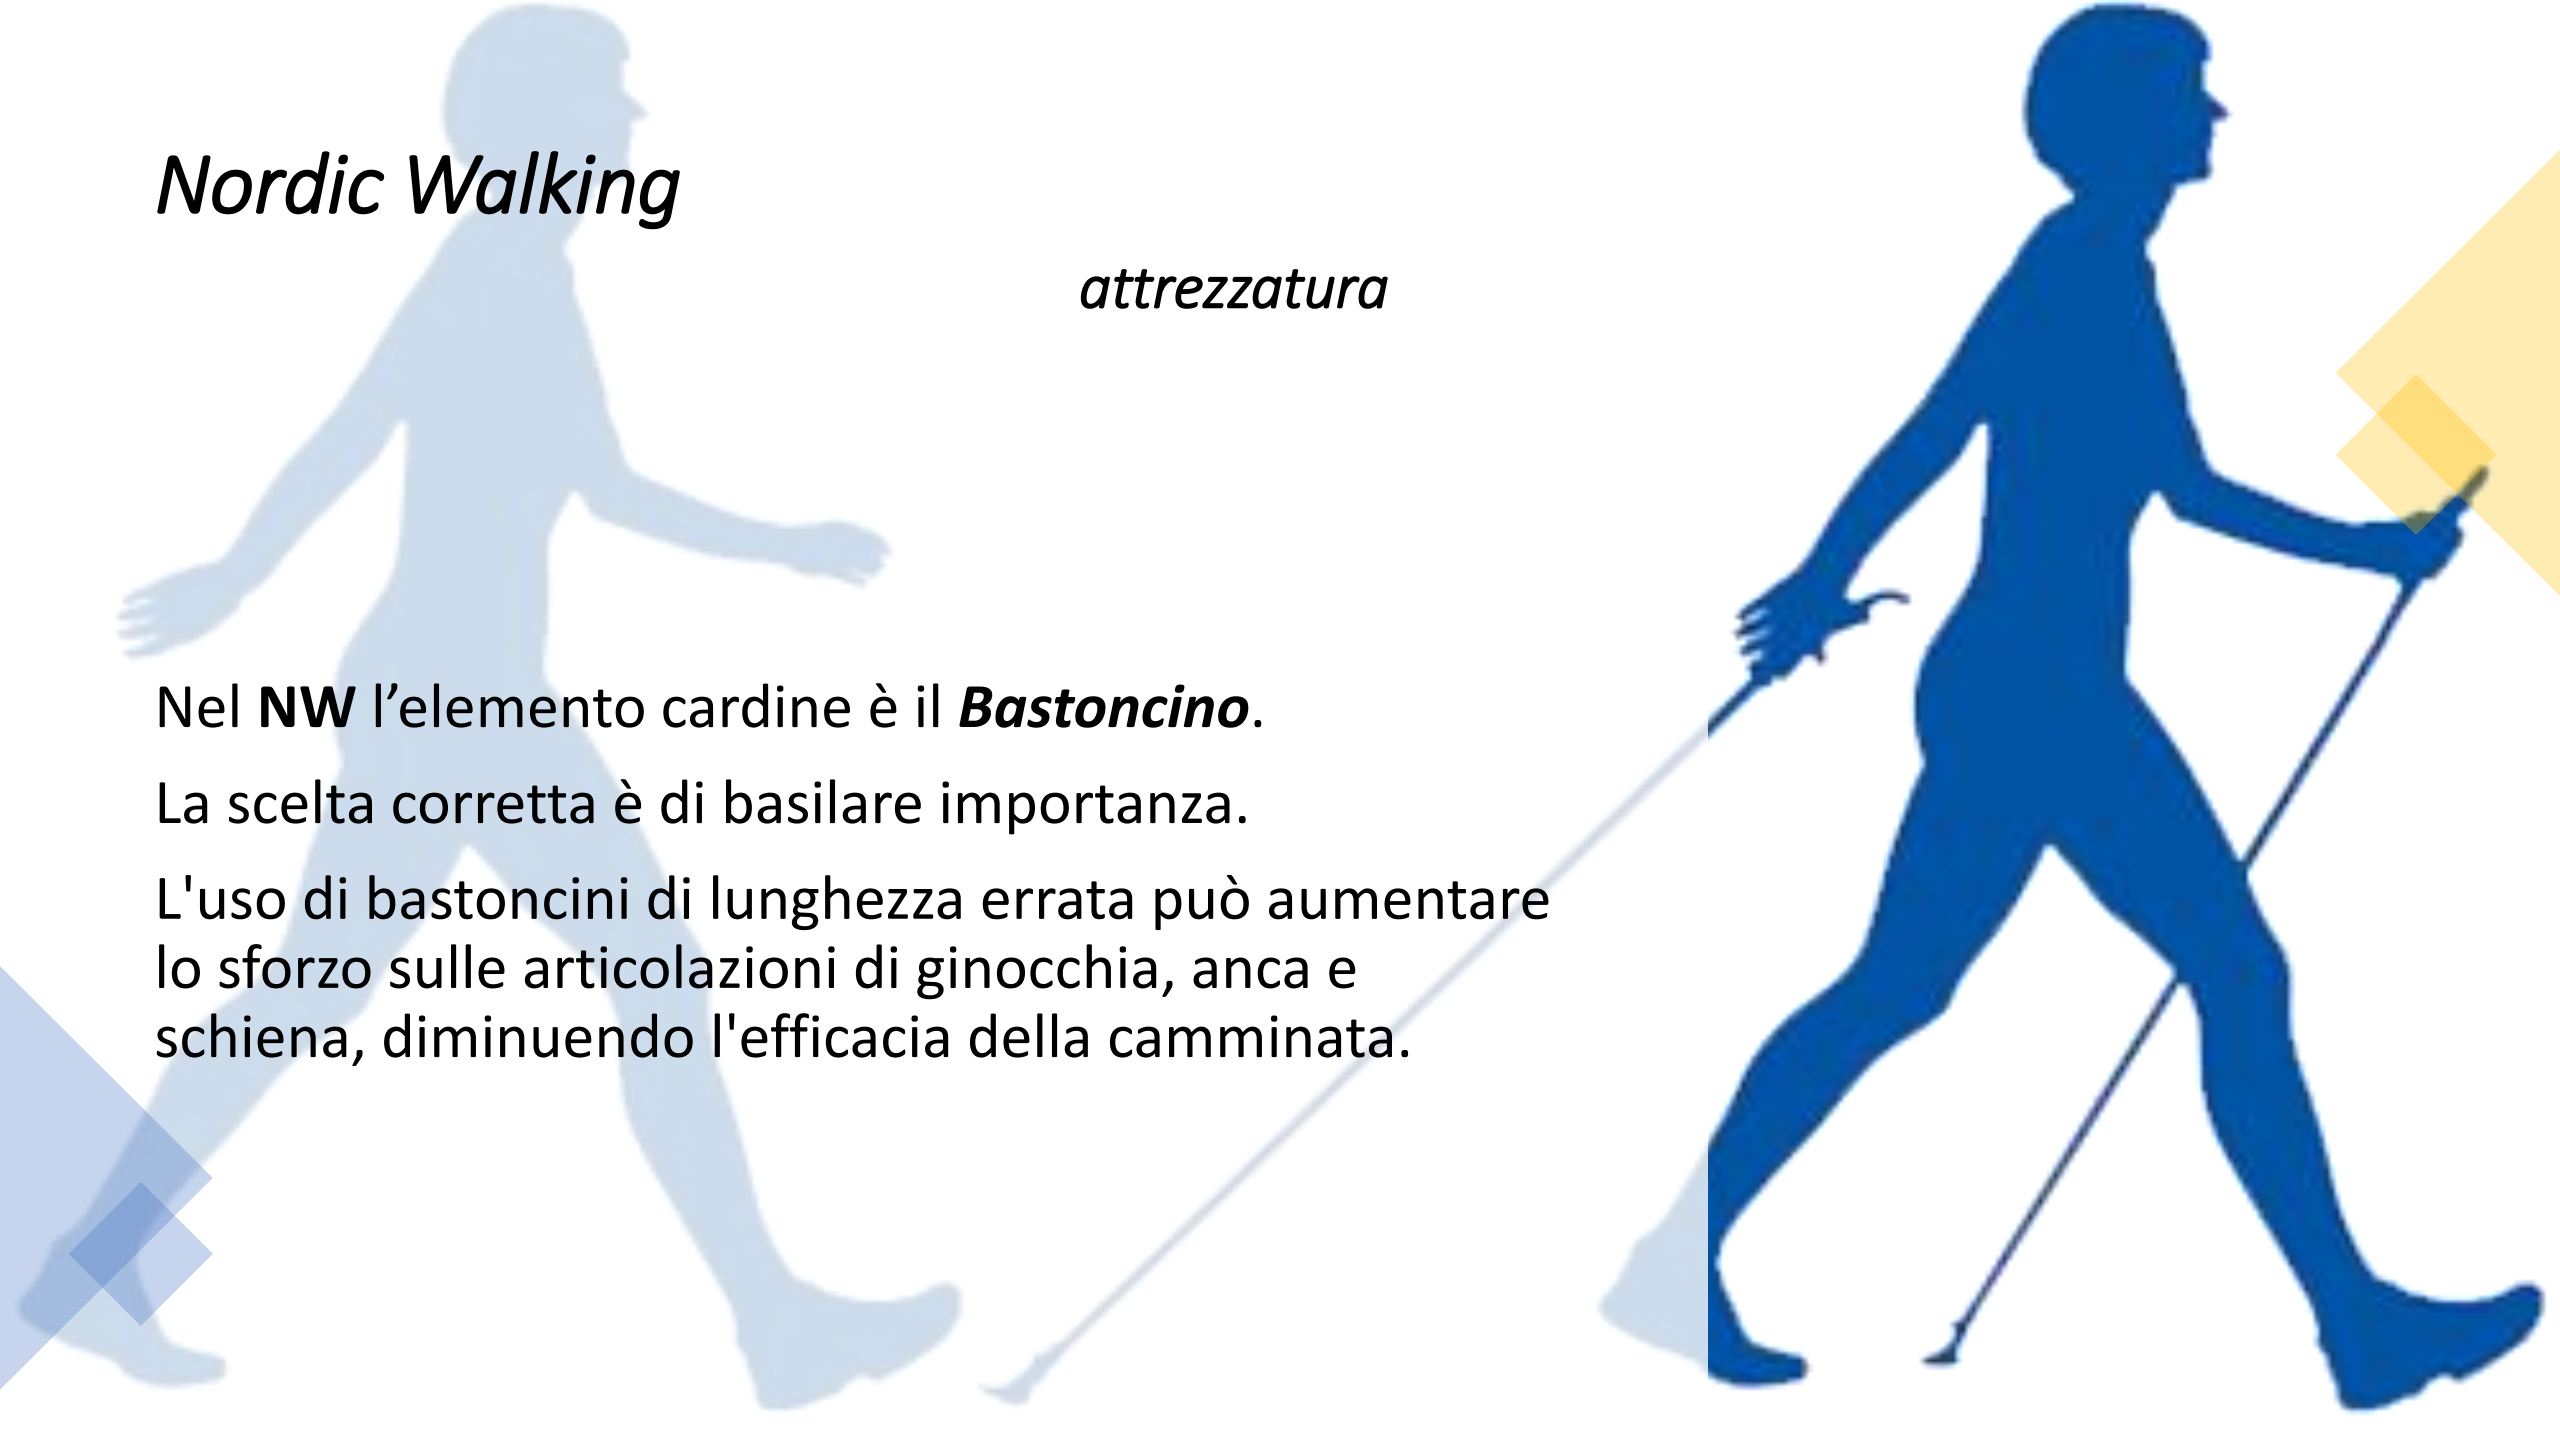 Nordic Walking
attrezzatura
Nel NW l’elemento cardine è il Bastoncino.
La scelta corretta è di basilare importanza.
L'uso di bastoncini di lunghezza errata può aumentare
lo sforzo sulle articolazioni di ginocchia, anca e
schiena, diminuendo l'efficacia della camminata.